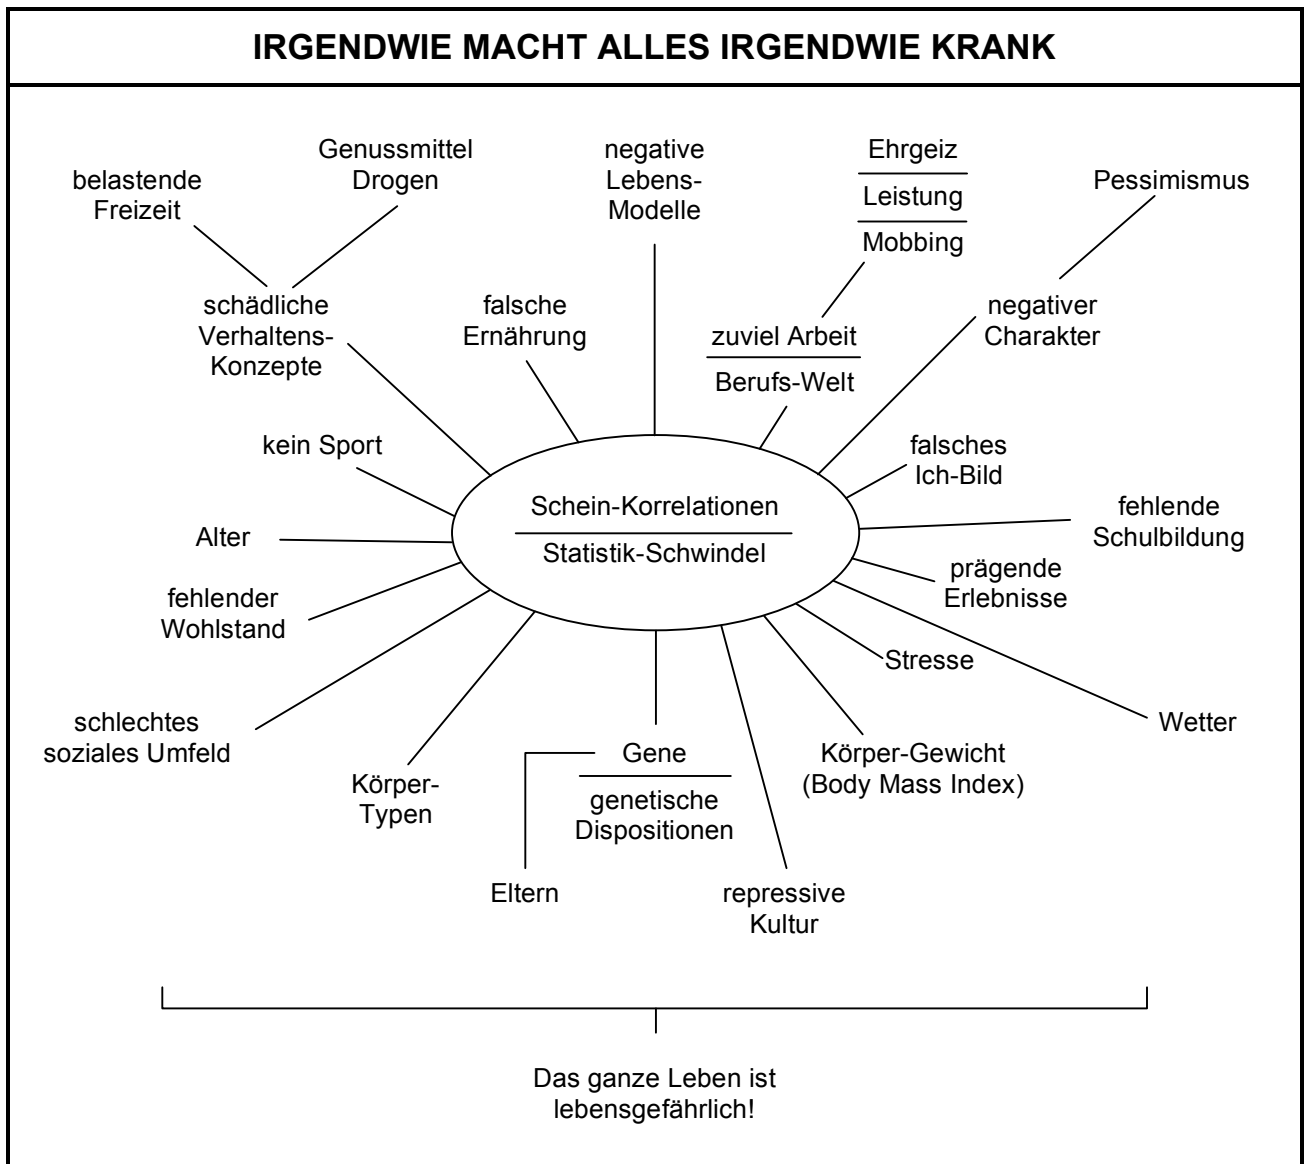 IRGENDWIE MACHT ALLES IRGENDWIE KRANK
belastende
Freizeit
Genussmittel
Drogen
negative
Lebens-
Modelle
Ehrgeiz
Leistung
Mobbing
Pessimismus
schädliche
Verhaltens-
Konzepte
falsche
Ernährung
zuviel Arbeit
Berufs-Welt
negativer
Charakter
kein Sport
falsches
Ich-Bild
Schein-Korrelationen
Statistik-Schwindel
Alter
fehlende
Schulbildung
fehlender
Wohlstand
prägende
Erlebnisse
Stresse
schlechtes
soziales Umfeld
Wetter
Körper-
Typen
Gene
genetische
Dispositionen
Körper-Gewicht
(Body Mass Index)
Eltern
repressive
Kultur
Das ganze Leben ist
lebensgefährlich!